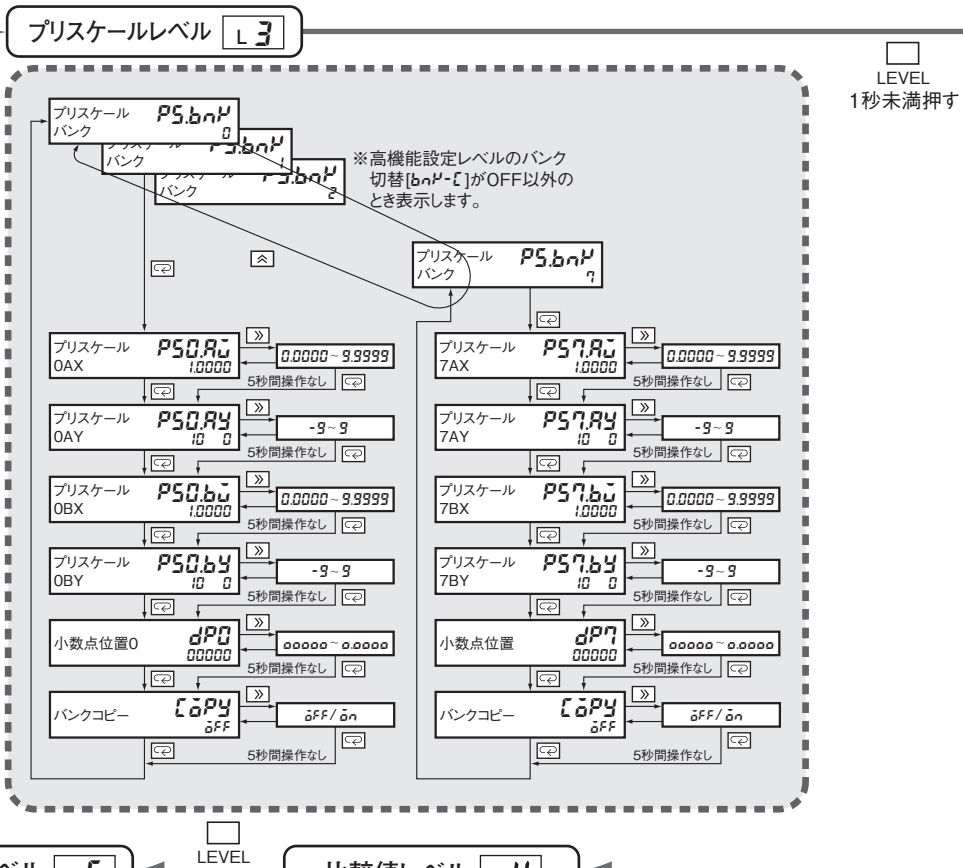 プリスケールレベル L 3
LEVEL
1秒未満押す
プリスケール
バンク
PS.bnK
0
バンク
PS.bnK
1
バンク
PS.bnK
2
※高機能設定レベルのバンク
切替[bnK-C]がOFF以外の
とき表示します。
プリスケール
バンク
PS.bnK
7
プリスケール
0AX
PS0.AX
1.0000
0.0000~9.9999
5秒間操作なし
プリスケール
0AY
PS0.AY
10 0
-9~9
5秒間操作なし
プリスケール
0BX
PS0.bX
1.0000
0.0000~9.9999
5秒間操作なし
プリスケール
0BY
PS0.bY
10 0
-9~9
5秒間操作なし
小数点位置0
dP0
00000
00000~0.0000
5秒間操作なし
バンクコピー
COPY
OFF
OFF/ON
5秒間操作なし
プリスケール
7AX
PS7.AX
1.0000
0.0000~9.9999
5秒間操作なし
プリスケール
7AY
PS7.AY
10 0
-9~9
5秒間操作なし
プリスケール
7BX
PS7.bX
1.0000
0.0000~9.9999
5秒間操作なし
プリスケール
7BY
PS7.bY
10 0
-9~9
5秒間操作なし
小数点位置
dP7
00000
00000~0.0000
5秒間操作なし
バンクコピー
COPY
OFF
OFF/ON
5秒間操作なし
LEVEL